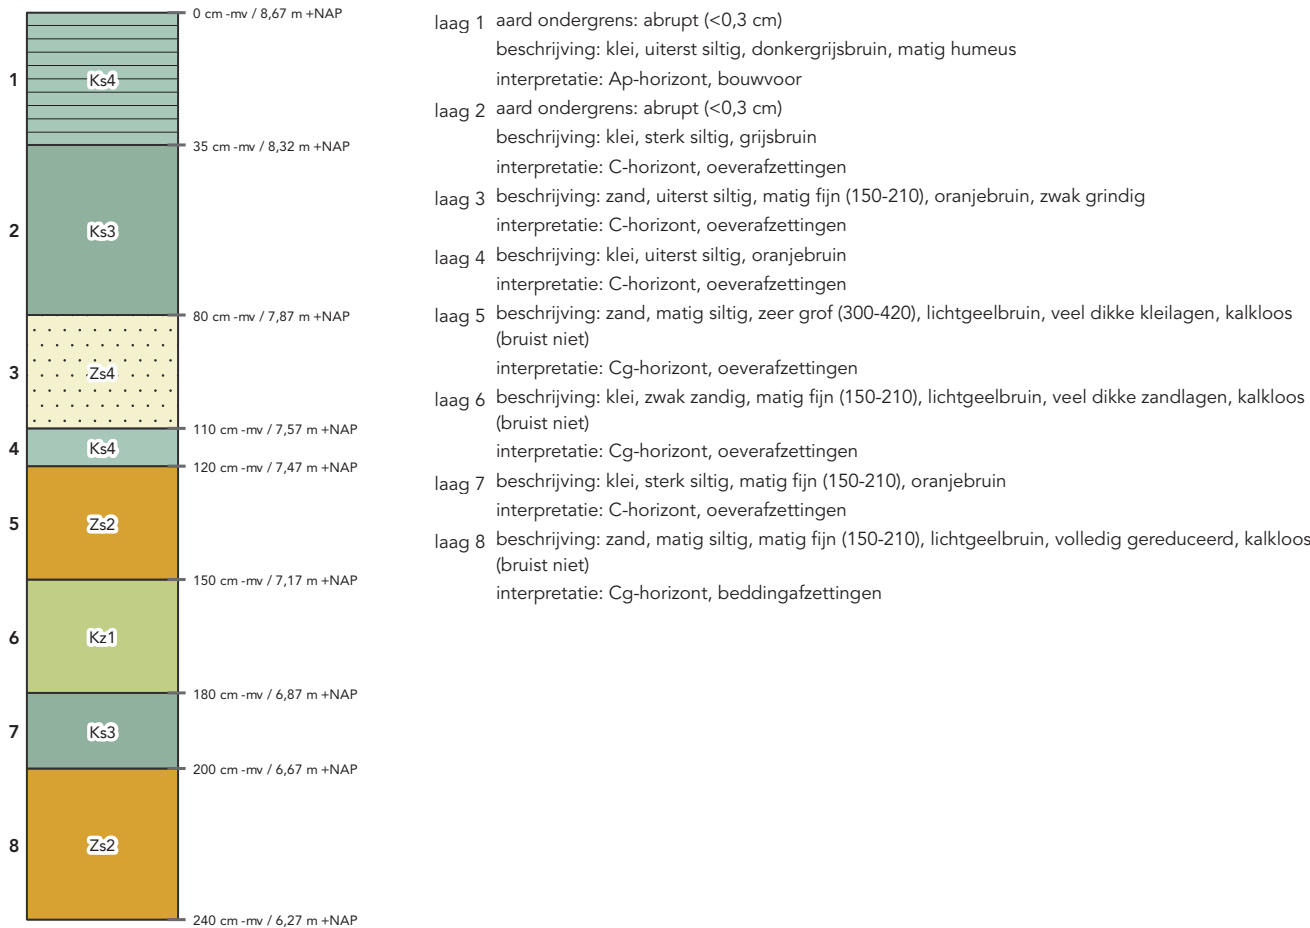 0 cm -mv / 8,67 m +NAP
1
Ks4
35 cm -mv / 8,32 m +NAP
2
Ks3
80 cm -mv / 7,87 m +NAP
3
Zs4
110 cm -mv / 7,57 m +NAP
4
Ks4
120 cm -mv / 7,47 m +NAP
5
Zs2
150 cm -mv / 7,17 m +NAP
6
Kz1
180 cm -mv / 6,87 m +NAP
7
Ks3
200 cm -mv / 6,67 m +NAP
8
Zs2
240 cm -mv / 6,27 m +NAP
laag 1 aard ondergrens: abrupt (<0,3 cm)
beschrijving: klei, uiterst siltig, donkergrijsbruin, matig humeus
interpretatie: Ap-horizont, bouwvoor
laag 2 aard ondergrens: abrupt (<0,3 cm)
beschrijving: klei, sterk siltig, grijsbruin
interpretatie: C-horizont, oeverafzettingen
laag 3 beschrijving: zand, uiterst siltig, matig fijn (150-210), oranjebruin, zwak grindig
interpretatie: C-horizont, oeverafzettingen
laag 4 beschrijving: klei, uiterst siltig, oranjebruin
interpretatie: C-horizont, oeverafzettingen
laag 5 beschrijving: zand, matig siltig, zeer grof (300-420), lichtgeelbruin, veel dikke kleilagen, kalkloos
(bruist niet)
interpretatie: Cg-horizont, oeverafzettingen
laag 6 beschrijving: klei, zwak zandig, matig fijn (150-210), lichtgeelbruin, veel dikke zandlagen, kalkloos
(bruist niet)
interpretatie: Cg-horizont, oeverafzettingen
laag 7 beschrijving: klei, sterk siltig, matig fijn (150-210), oranjebruin
interpretatie: C-horizont, oeverafzettingen
laag 8 beschrijving: zand, matig siltig, matig fijn (150-210), lichtgeelbruin, volledig gereduceerd, kalkloos
(bruist niet)
interpretatie: Cg-horizont, beddingafzettingen